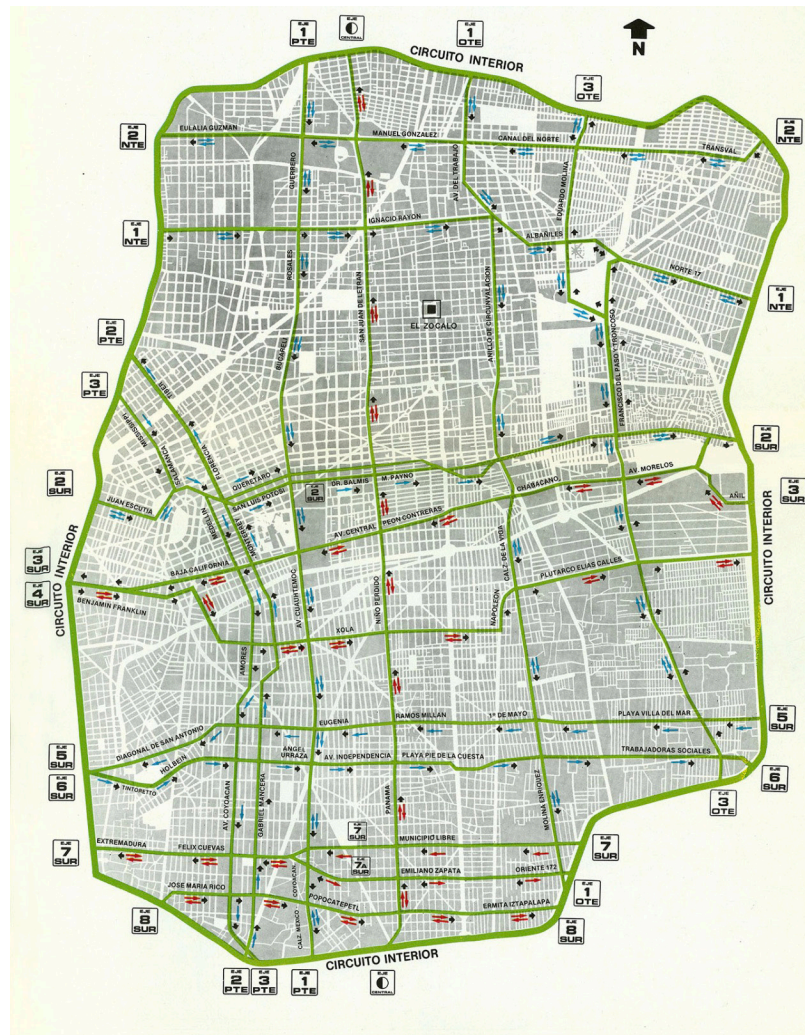 EJE 1 PTE
EJE CENTRAL
EJE 1 OTE
CIRCUITO INTERIOR
N
EJE 3 OTE
EJE 2 NTE
EULALIA GUZMAN
MANUEL GONZALEZ
CANAL DEL NORTE
TRANSVAL
EJE 2 NTE
GUERRERO
AV. DEL TRABAJO
EDUARDO MOLINA
EJE 1 NTE
IGNACIO RAYON
ALBAÑILES
NORTE 17
EJE 1 NTE
ROSALES
SAN JUAN DE LETRAN
ANILLO DE CIRCUNVALACION
FRANCISCO DEL PASO Y TRONCOSO
EL ZOCALO
EJE 2 PTE
BUCARELI
EJE 3 PTE
TIBER
MISSISSIPPI
SALAMANCA
FLORENCIA
EJE 2 SUR
EJE 2 SUR
QUERETARO
DR. BALMIS
M. PAYNO
CHABACANO
AV. MORELOS
JUAN ESCUTIA
SAN LUIS POTOSI
EJE 2 SUR
AÑIL
EJE 3 SUR
MEDELLIN
MONTERREY
AV. CENTRAL
PEON CONTRERAS
CIRCUITO INTERIOR
CIRCUITO INTERIOR
EJE 3 SUR
EJE 4 SUR
BAJA CALIFORNIA
BENJAMIN FRANKLIN
AV. CUAUHTEMOC
NIÑO PERDIDO
CALZ. DE LA VIGA
PLUTARCO ELIAS CALLES
NAPOLEON
XOLA
AMORES
EUGENIA
RAMOS MILLAN
1º DE MAYO
PLAYA VILLA DEL MAR
EJE 5 SUR
DIAGONAL DE SAN ANTONIO
EJE 5 SUR
EJE 6 SUR
HOLBEIN
TINTORETTO
ANGEL URRAZA
AV. INDEPENDENCIA
PLAYA PIE DE LA CUESTA
TRABAJADORAS SOCIALES
EJE 6 SUR
EJE 3 OTE
AV. COYOACAN
GABRIEL MANCERA
PANAMA
MOLINA ENRIQUEZ
EJE 7 SUR
EXTREMADURA
FELIX CUEVAS
EJE 7 SUR
MUNICIPIO LIBRE
EJE 7 SUR
EJE 7A SUR
EMILIANO ZAPATA
ORIENTE 172
JOSE MARIA RICO
CALZ. MEXICO - COYOACAN
POPOCATEPETL
ERMITA IZTAPALAPA
EJE 1 OTE
EJE 8 SUR
EJE 8 SUR
CIRCUITO INTERIOR
EJE 2 PTE
EJE 3 PTE
EJE 1 PTE
EJE CENTRAL